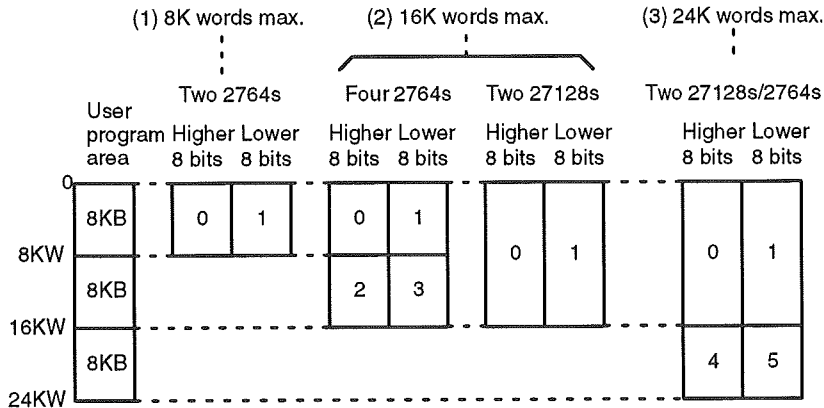 (1) 8K words max. (2) 16K words max. (3) 24K words max.
Two 2764s Four 2764s Two 27128s Two 27128s/2764s
User
program
area
Higher Lower Higher Lower Higher Lower Higher Lower
8 bits 8 bits 8 bits 8 bits 8 bits 8 bits 8 bits 8 bits
0
8KB 0 1 0 1
0 1 0 1
8KW
8KB 2 3
16KW
8KB 4 5
24KW